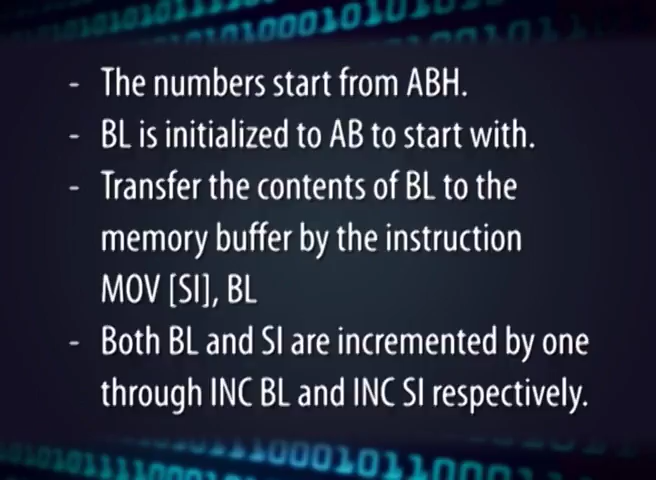 - The numbers start from ABH.
- BL is initialized to AB to start with.
- Transfer the contents of BL to the
memory buffer by the instruction
MOV [SI], BL
- Both BL and SI are incremented by one
through INC BL and INC SI respectively.